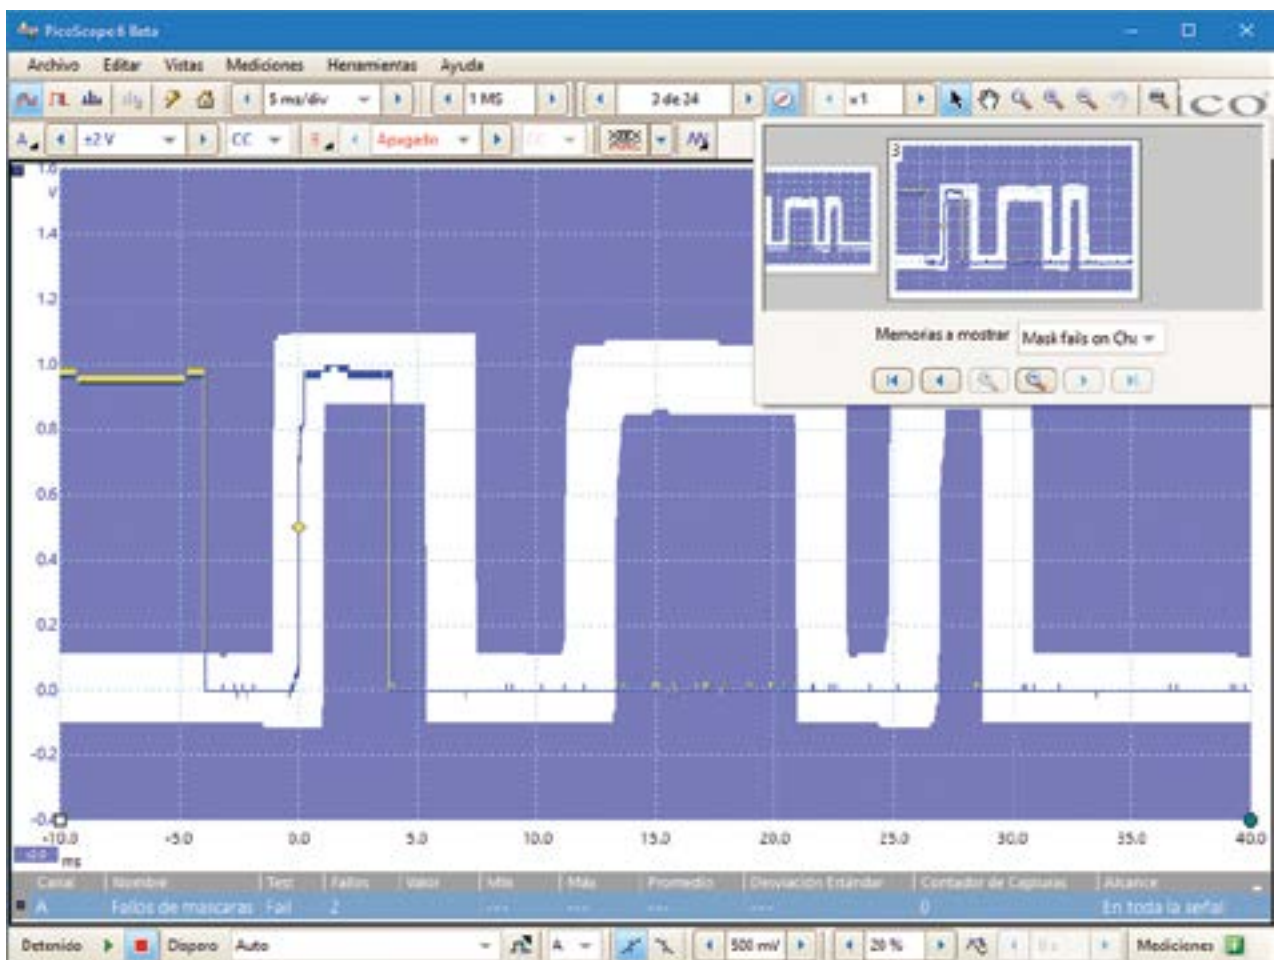 PicoScope 6 Beta
Archivo Editar Vistas Mediciones Herramientas Ayuda
5 ms/div 1 MS 3 de 24 x1
ico
A ±2 V CC B Apagado CC
3
Memorias a mostrar Mask fails on Cha
1.6
V
1.4
1.2
1.0
0.8
0.6
0.4
0.2
0.0
-0.2
-0.4
-10.0 -5.0 0.0 5.0 10.0 15.0 20.0 25.0 30.0 35.0 40.0
ms
Canal Nombre Test Fallos Valor Mín Máx Promedio Desviación Estándar Contador de Capturas Alcance
A Fallos de máscaras Fail 2 --- --- --- --- 0 En toda la señal
Detenido Disparo Auto A 500 mV 20 % Mediciones